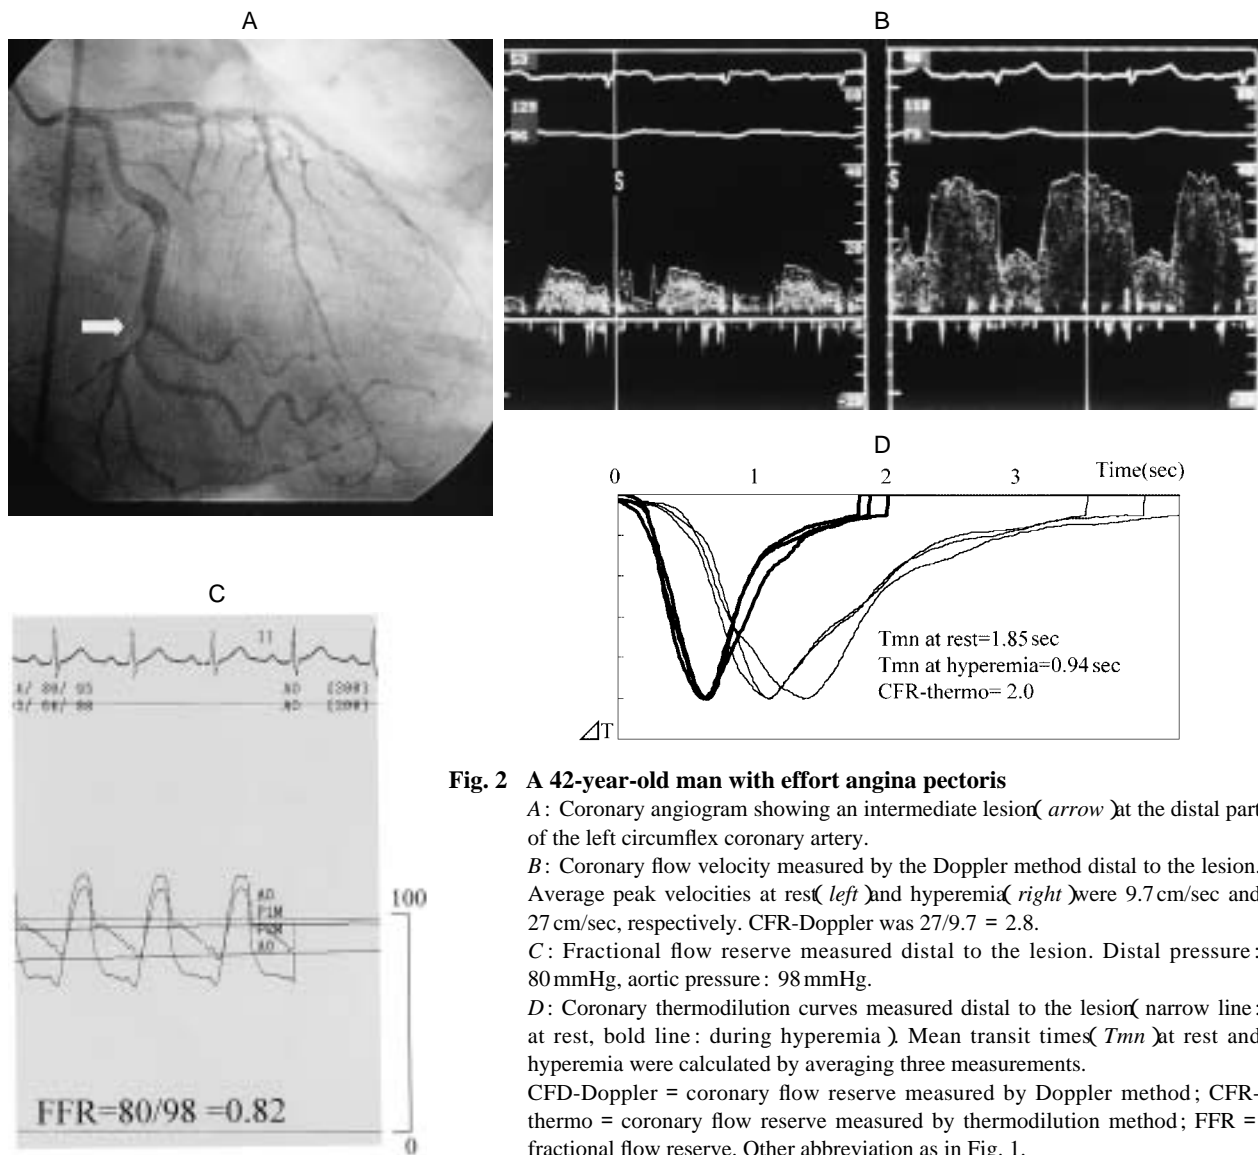 A
B
S
S
D
0 1 2 3 Time(sec)
Tmn at rest=1.85 sec
Tmn at hyperemia=0.94 sec
CFR-thermo= 2.0
⊿T
C
II
AO
100
0
FFR=80/98 =0.82
Fig. 2 A 42-year-old man with effort angina pectoris
A: Coronary angiogram showing an intermediate lesion( arrow )at the distal part
of the left circumflex coronary artery.
B: Coronary flow velocity measured by the Doppler method distal to the lesion.
Average peak velocities at rest( left )and hyperemia( right )were 9.7 cm/sec and
27 cm/sec, respectively. CFR-Doppler was 27/9.7 = 2.8.
C: Fractional flow reserve measured distal to the lesion. Distal pressure:
80 mmHg, aortic pressure: 98 mmHg.
D: Coronary thermodilution curves measured distal to the lesion( narrow line:
at rest, bold line: during hyperemia ). Mean transit times( Tmn )at rest and
hyperemia were calculated by averaging three measurements.
CFD-Doppler = coronary flow reserve measured by Doppler method; CFR-
thermo = coronary flow reserve measured by thermodilution method; FFR =
fractional flow reserve. Other abbreviation as in Fig. 1.